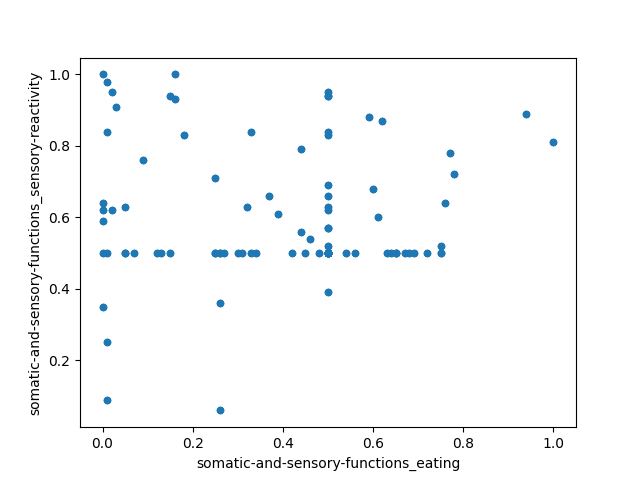 1.0
0.8
0.6
0.4
0.2
somatic-and-sensory-functions_sensory-reactivity
0.0 0.2 0.4 0.6 0.8 1.0
somatic-and-sensory-functions_eating